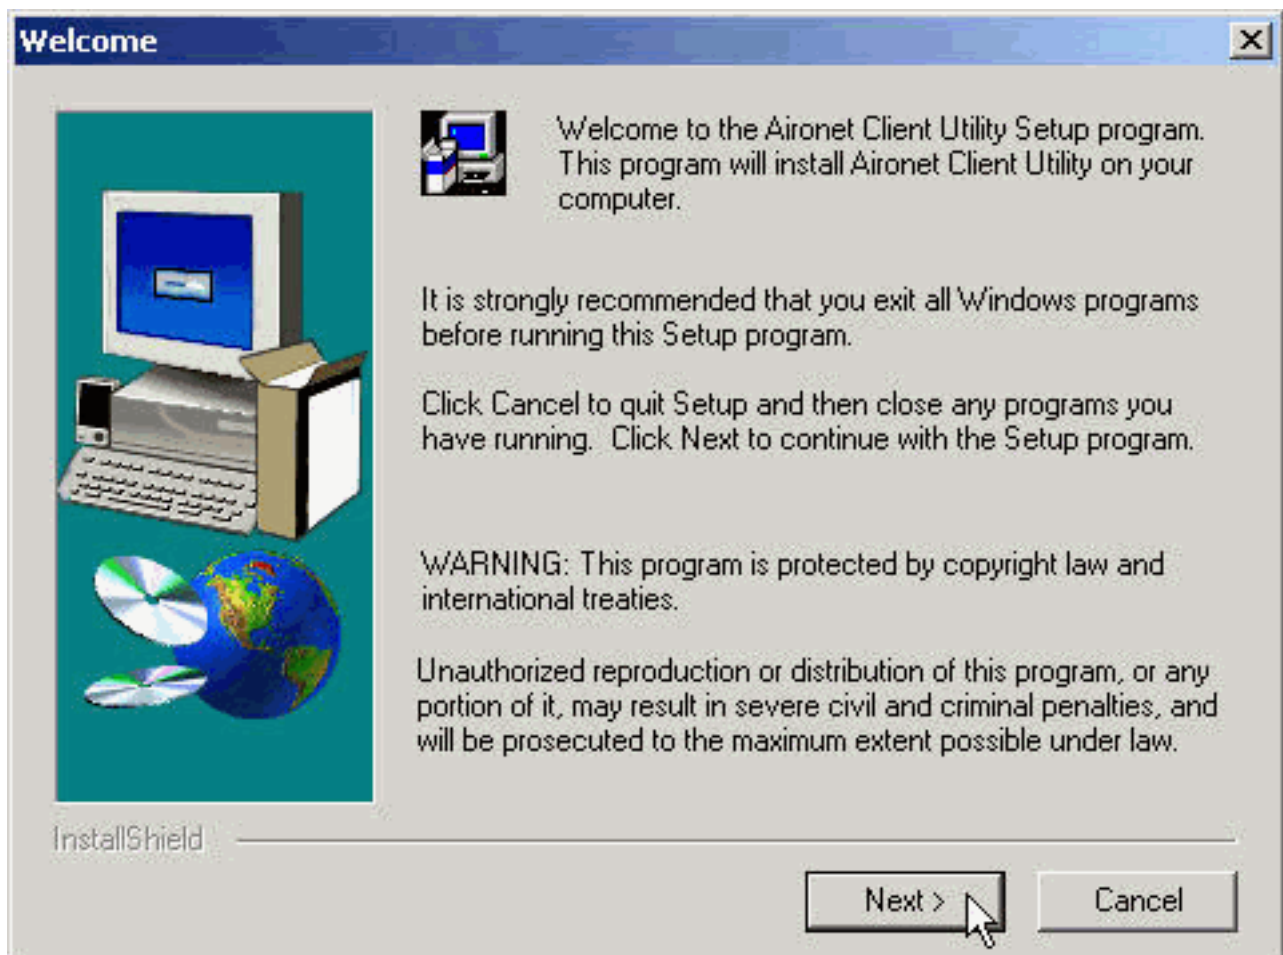 Welcome
Welcome to the Aironet Client Utility Setup program.
This program will install Aironet Client Utility on your
computer.
It is strongly recommended that you exit all Windows programs
before running this Setup program.
Click Cancel to quit Setup and then close any programs you
have running.  Click Next to continue with the Setup program.
WARNING: This program is protected by copyright law and
international treaties.
Unauthorized reproduction or distribution of this program, or any
portion of it, may result in severe civil and criminal penalties, and
will be prosecuted to the maximum extent possible under law.
InstallShield
Next >
Cancel